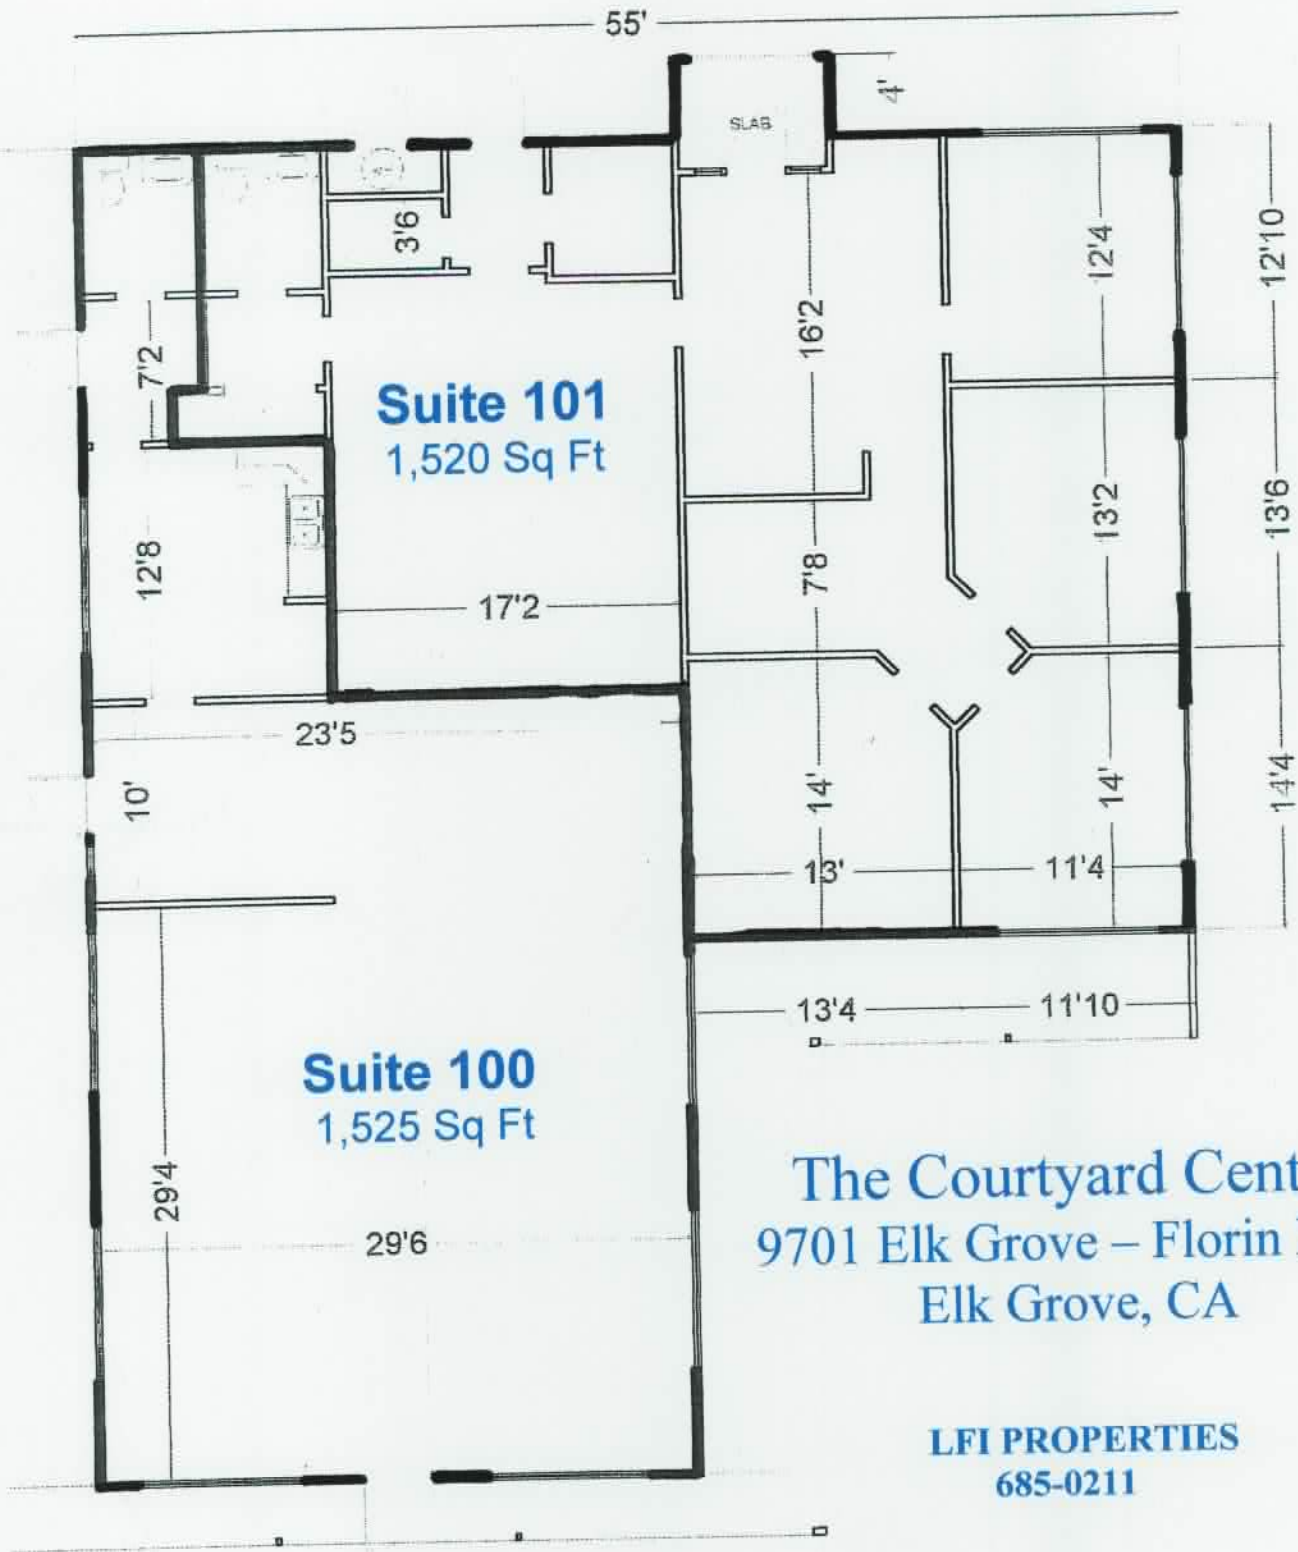 55'
4'
SLAB
3'6
12'4
12'10
16'2
7'2
Suite 101
1,520 Sq Ft
13'2
13'6
12'8
7'8
17'2
23'5
10'
14'
14'
14'4
13'
11'4
13'4
11'10
Suite 100
1,525 Sq Ft
29'4
29'6
The Courtyard Cent
9701 Elk Grove – Florin
Elk Grove, CA
LFI PROPERTIES
685-0211